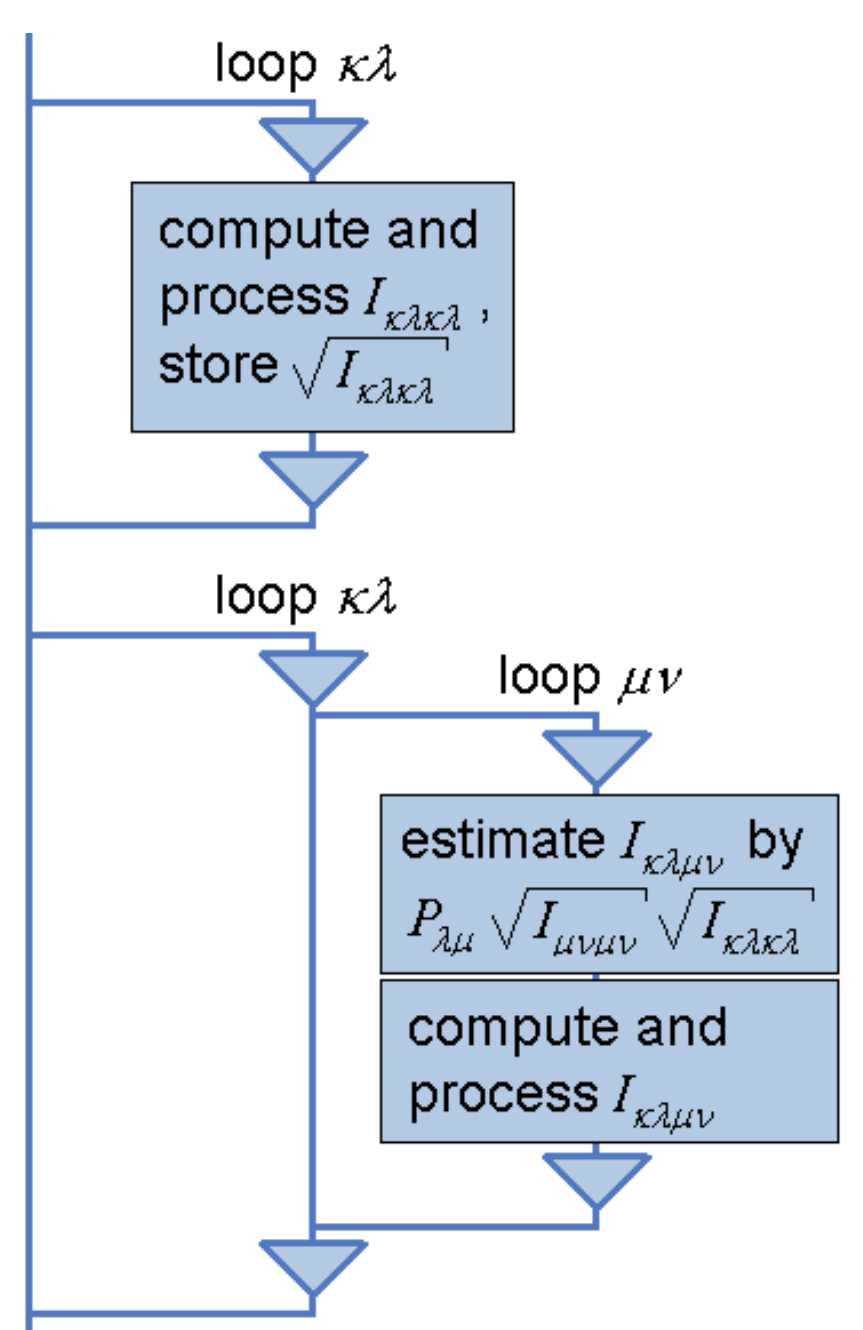 loop κλ
compute and
process I_κλκλ ,
store √I_κλκλ
loop κλ
loop μν
estimate I_κλμν by
P_λμ √I_μνμν √I_κλκλ
compute and
process I_κλμν